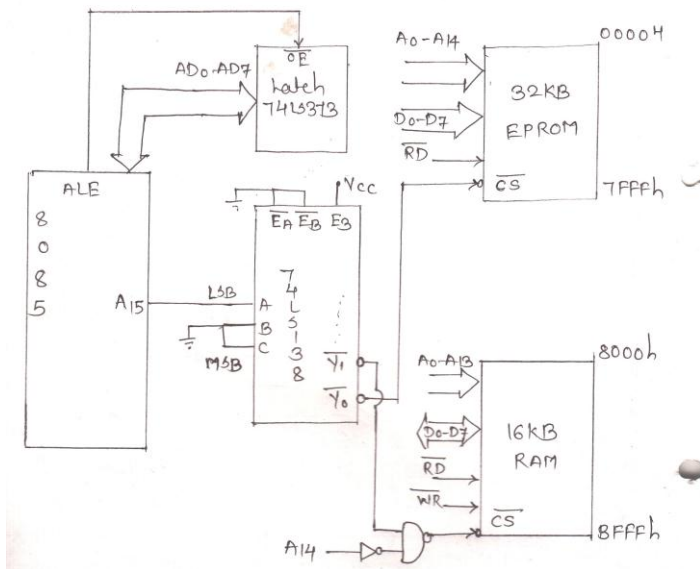 0000H
A0-A14
OE
AD0-AD7
Latch
74LS373
32KB
EPROM
D0-D7
RD
CS
7FFFh
ALE
8
0
8
5
A15
Vcc
EA EB E3
LSB
A
B
C
MSB
7
4
L
S
1
3
8
Y1
Y0
8000h
A0-A13
D0-D7
16KB
RAM
RD
WR
CS
A14
BFFFh